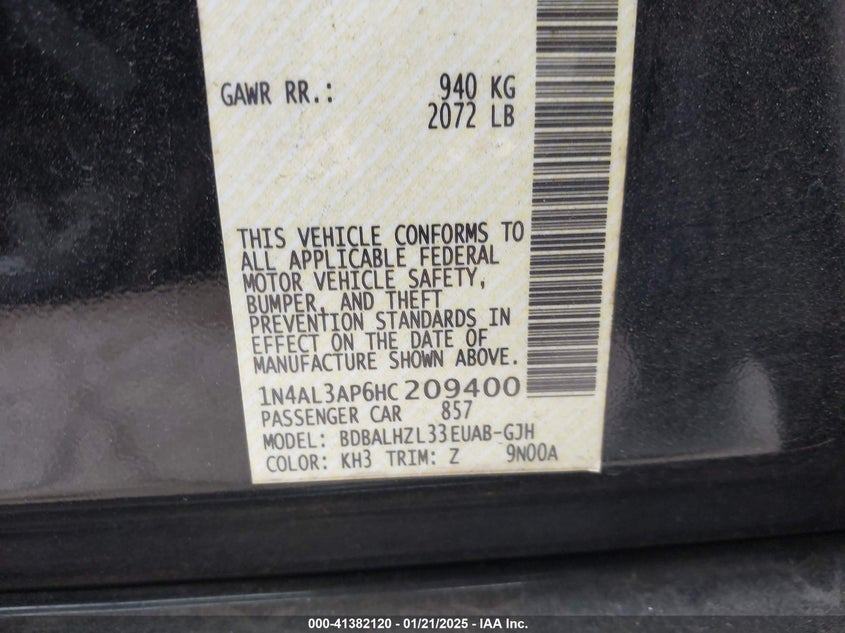 GAWR RR.: 940 KG
2072 LB
THIS VEHICLE CONFORMS TO
ALL APPLICABLE FEDERAL
MOTOR VEHICLE SAFETY,
BUMPER, AND THEFT
PREVENTION STANDARDS IN
EFFECT ON THE DATE OF
MANUFACTURE SHOWN ABOVE.
1N4AL3AP6HC209400
PASSENGER CAR 857
MODEL: BDBALHZL33EUAB-GJH
COLOR: KH3 TRIM: Z 9N00A
000-41382120 - 01/21/2025 - IAA Inc.